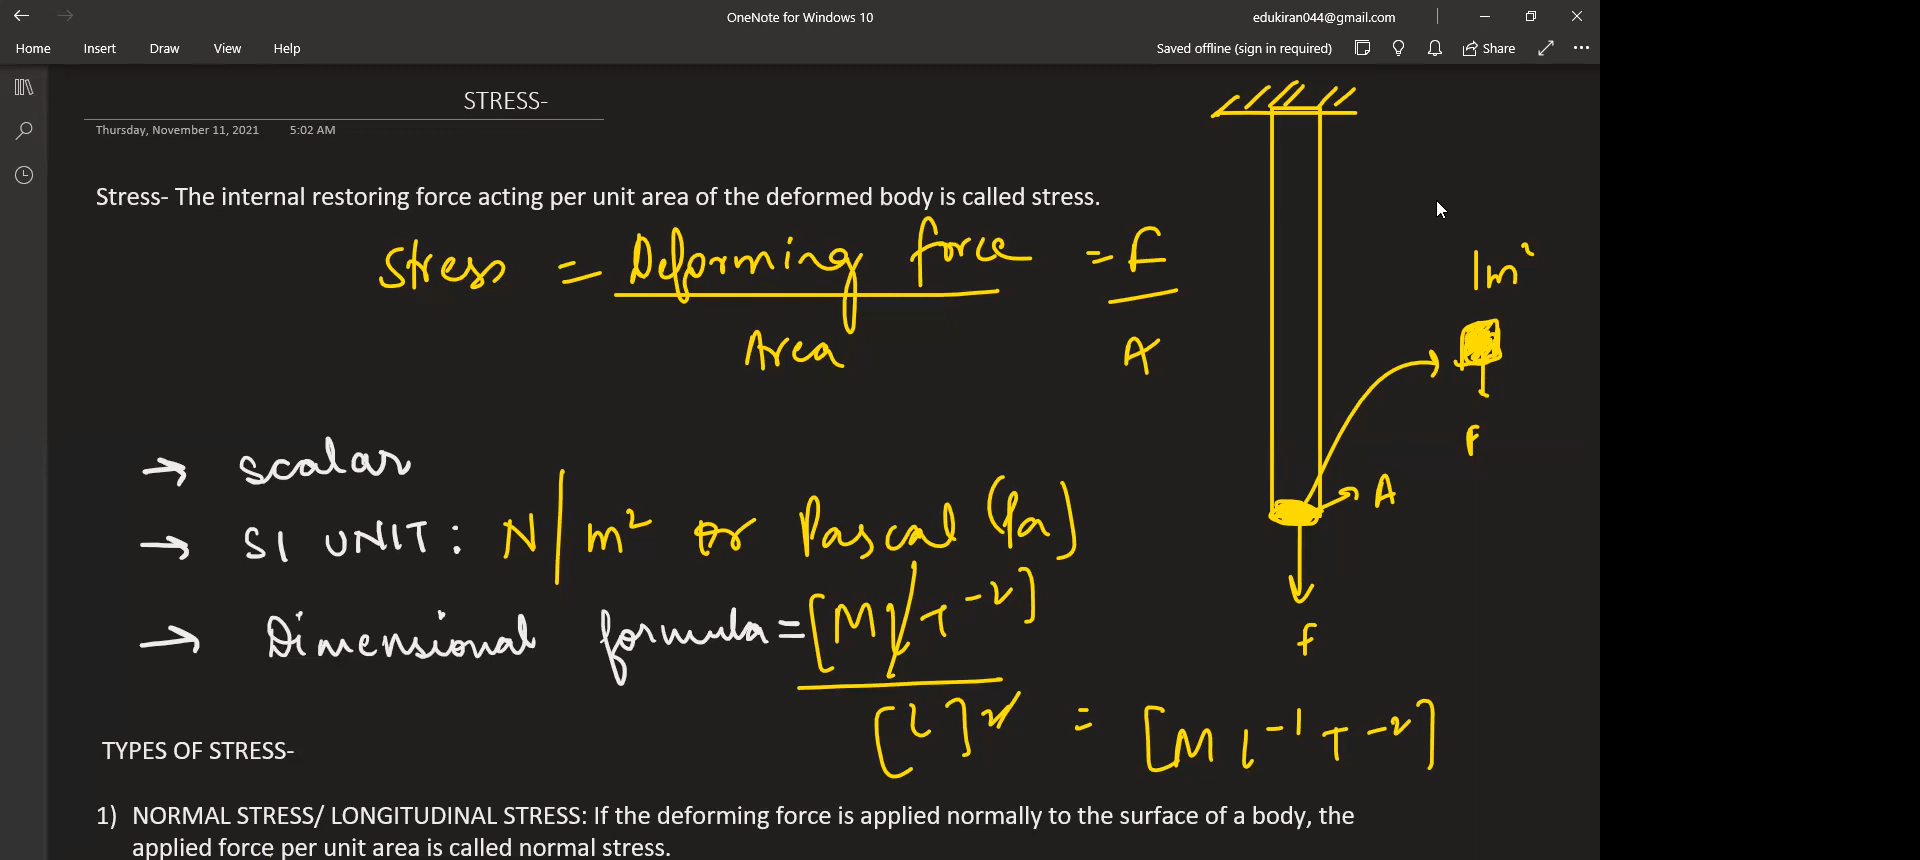 OneNote for Windows 10
edukiran044@gmail.com
Home Insert Draw View Help
Saved offline (sign in required) Share
STRESS-
Thursday, November 11, 2021 5:02 AM
Stress- The internal restoring force acting per unit area of the deformed body is called stress.
Stress = Deforming force = F
Area A
1m²
F
→ Scalar
A
→ SI UNIT: N/m² or Pascal (Pa)
→ Dimensional formula = [MLT⁻²]
F
[L]² = [ML⁻¹T⁻²]
TYPES OF STRESS-
1) NORMAL STRESS/ LONGITUDINAL STRESS: If the deforming force is applied normally to the surface of a body, the
applied force per unit area is called normal stress.